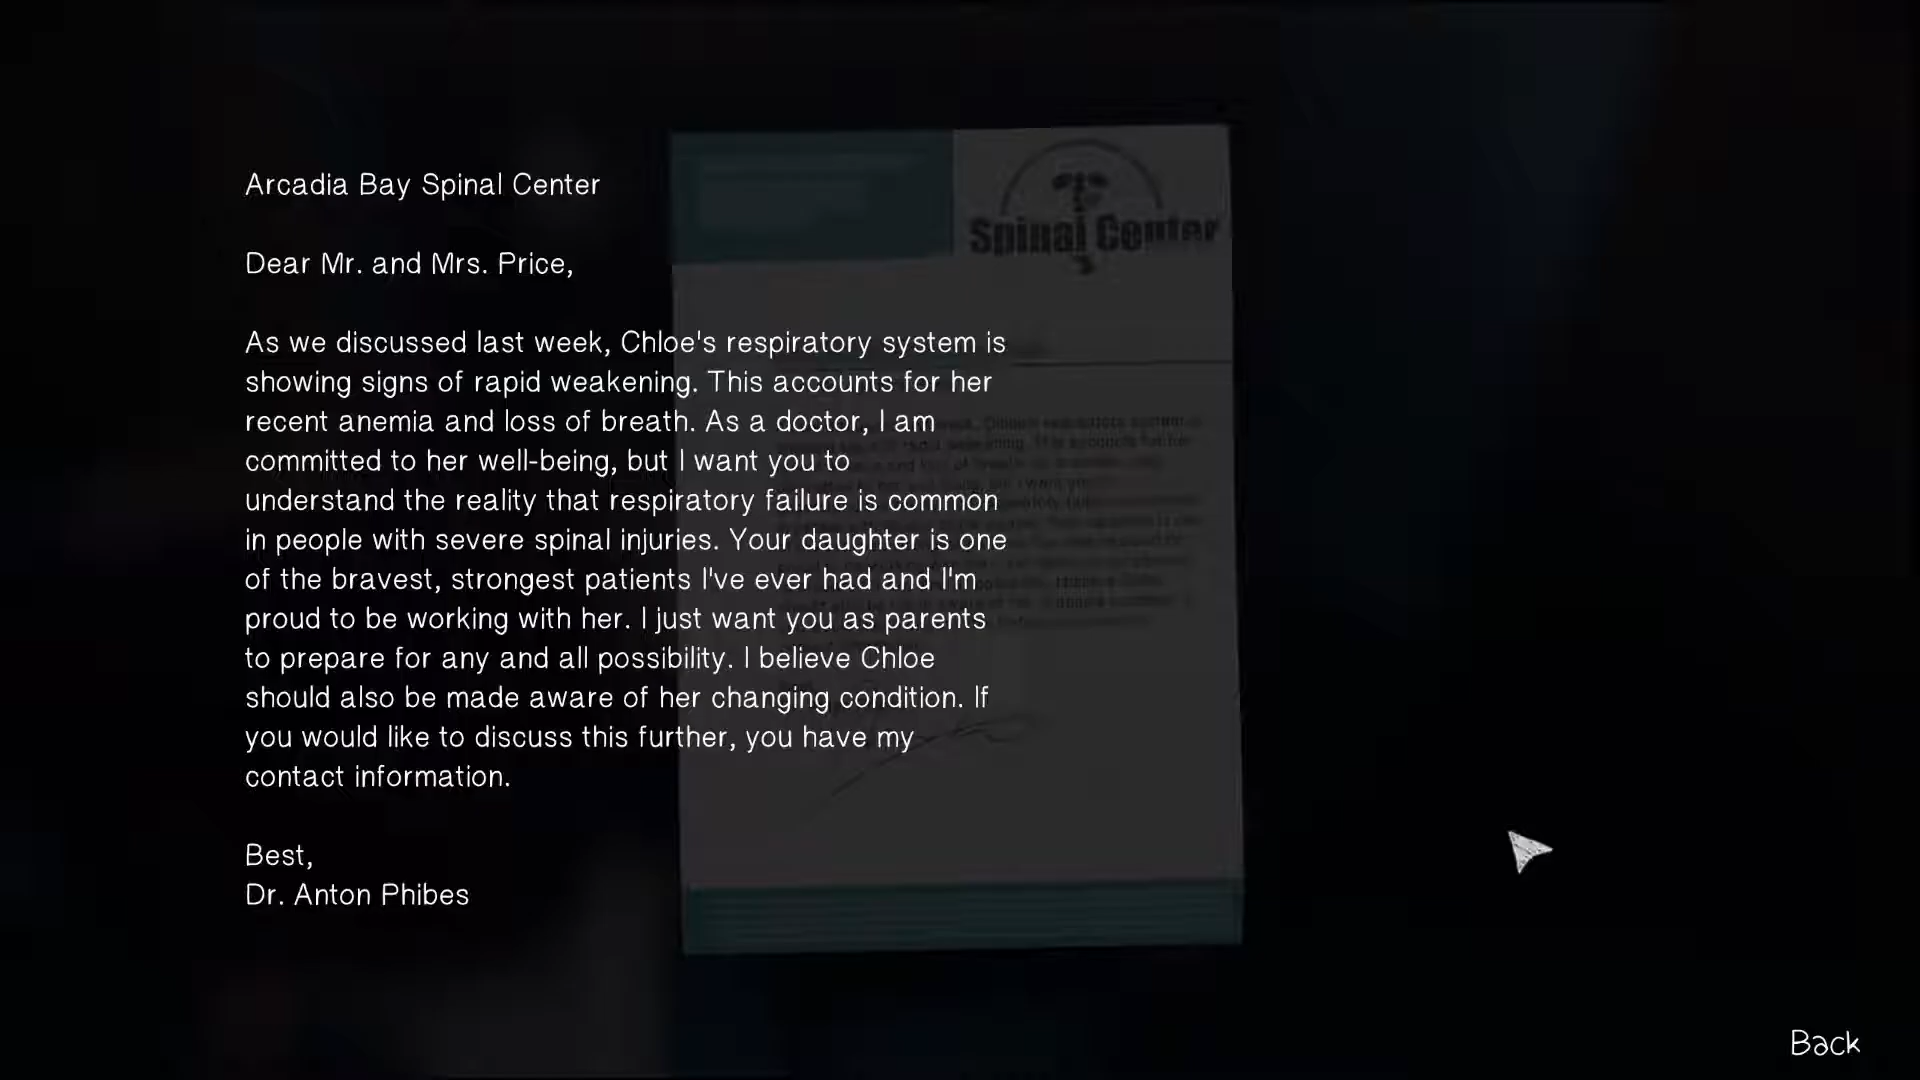 Arcadia Bay Spinal Center
Dear Mr. and Mrs. Price,
As we discussed last week, Chloe's respiratory system is
showing signs of rapid weakening. This accounts for her
recent anemia and loss of breath. As a doctor, I am
committed to her well-being, but I want you to
understand the reality that respiratory failure is common
in people with severe spinal injuries. Your daughter is one
of the bravest, strongest patients I've ever had and I'm
proud to be working with her. I just want you as parents
to prepare for any and all possibility. I believe Chloe
should also be made aware of her changing condition. If
you would like to discuss this further, you have my
contact information.
Best,
Dr. Anton Phibes
Spinal Center
Back